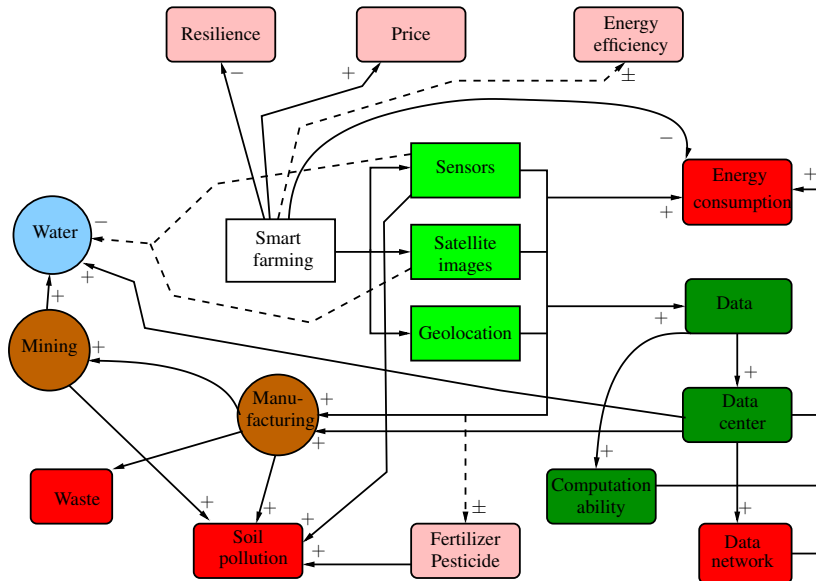 Resilience
Price
Energy
efficiency
−
+
±
−
Sensors
Energy
consumption
+
+
Water
−
Smart
farming
Satellite
images
+
+
Data
+
Geolocation
Mining
+
+
Manu-
facturing
+
+
Data
center
Waste
+
+
+
+
Soil
pollution
±
Fertilizer
Pesticide
+
Computation
ability
+
Data
network